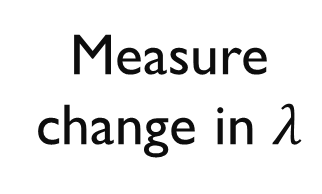 Measure
change in λ